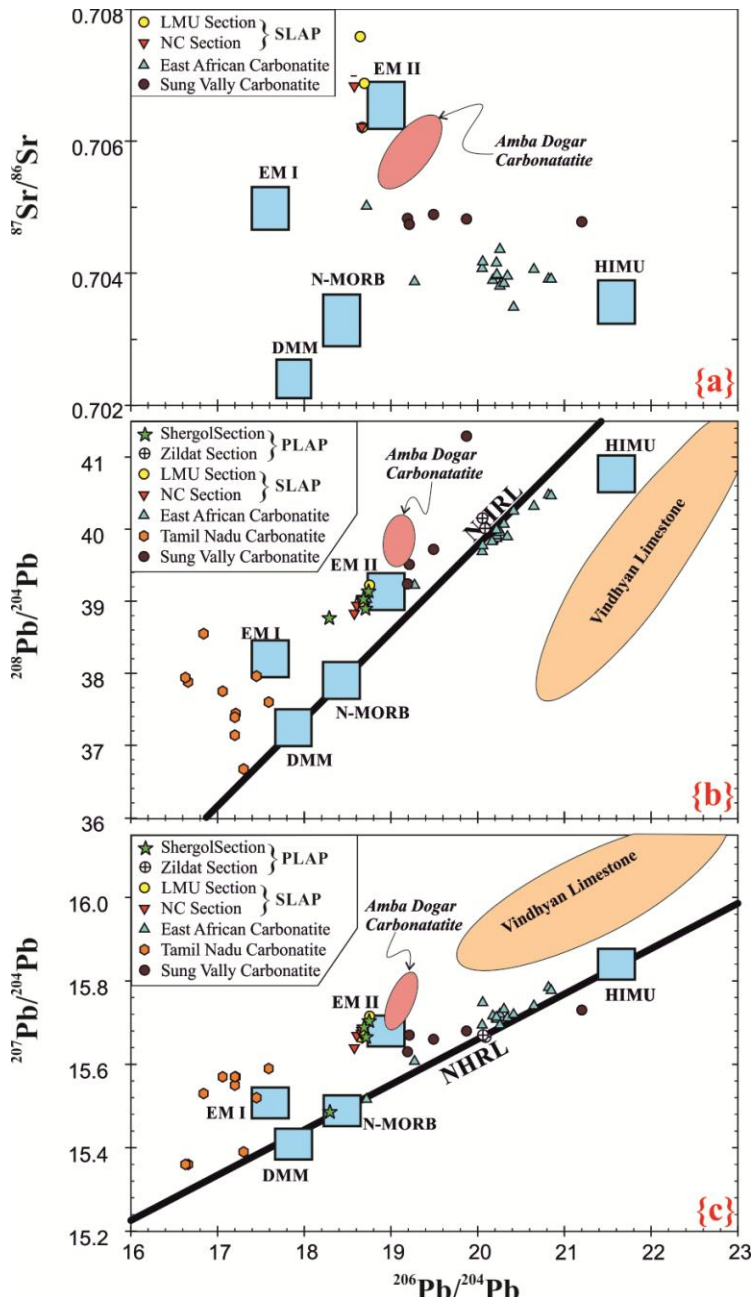 0.708
LMU Section
NC Section
} SLAP
East African Carbonatite
Sung Vally Carbonatite
EM II
0.706
Amba Dogar
Carbonatatite
EM I
⁸⁷Sr/⁸⁶Sr
0.704
N-MORB
HIMU
DMM
{a}
0.702
ShergolSection
Zildat Section
} PLAP
LMU Section
NC Section
} SLAP
East African Carbonatite
Tamil Nadu Carbonatite
Sung Vally Carbonatite
Amba Dogar
Carbonatatite
HIMU
41
NHRL
40
EM II
Vindhyan Limestone
39
EM I
²⁰⁸Pb/²⁰⁴Pb
38
N-MORB
37
DMM
{b}
36
ShergolSection
Zildat Section
} PLAP
LMU Section
NC Section
} SLAP
East African Carbonatite
Tamil Nadu Carbonatite
Sung Vally Carbonatite
Vindhyan Limestone
16.0
Amba Dogar
Carbonatatite
²⁰⁷Pb/²⁰⁴Pb
15.8
EM II
HIMU
NHRL
15.6
EM I
N-MORB
15.4
DMM
{c}
15.2
16 17 18 19 20 21 22 23
²⁰⁶Pb/²⁰⁴Pb